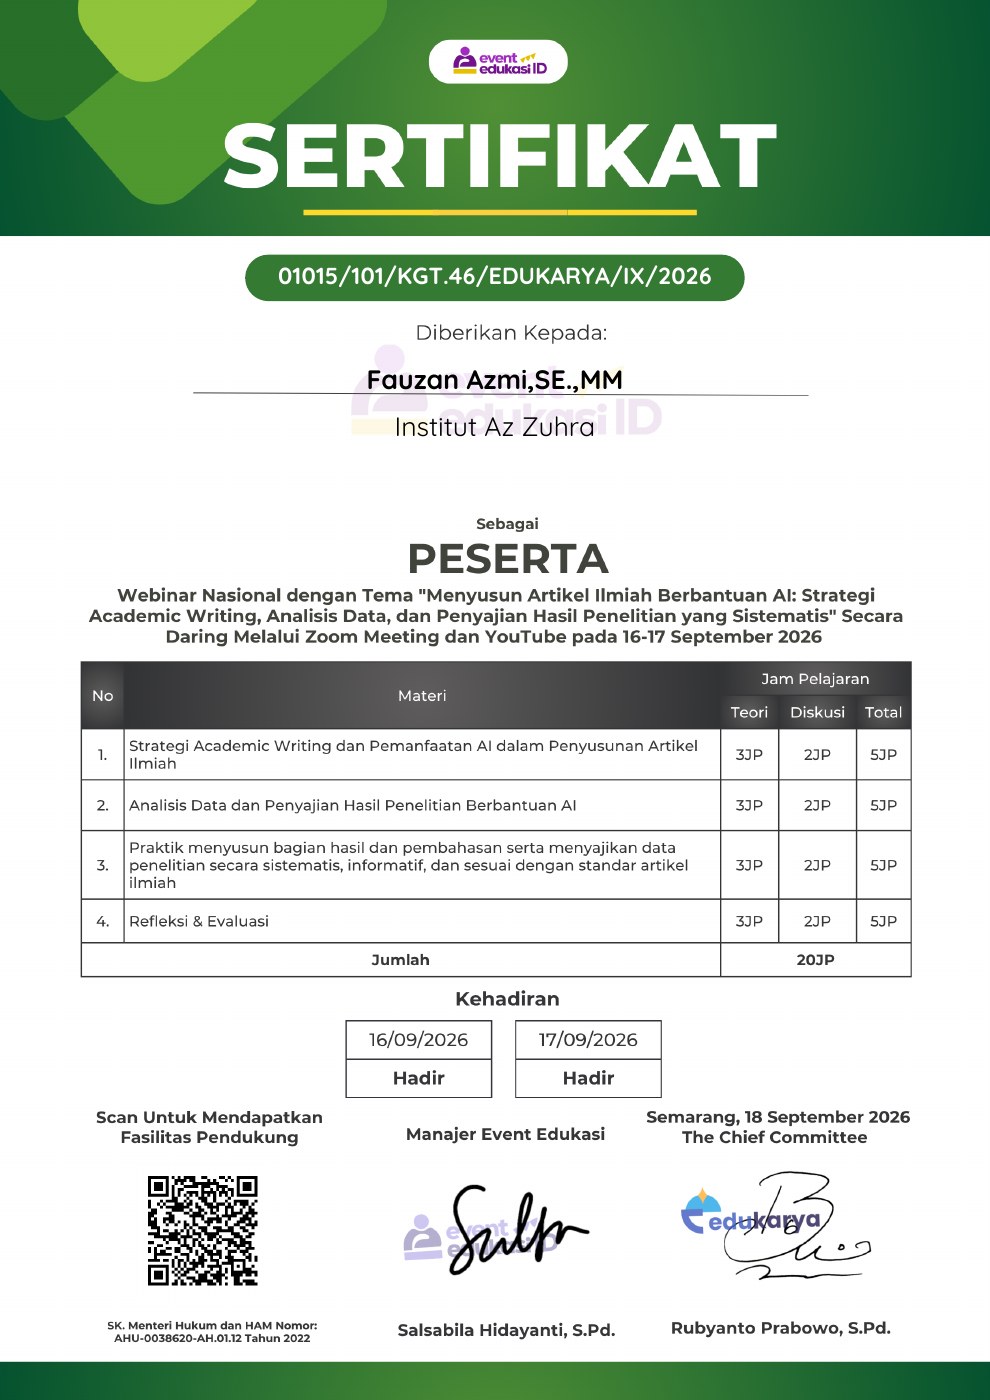 event
edukasi ID
SERTIFIKAT
01015/101/KGT.46/EDUKARYA/IX/2026
Diberikan Kepada:
Fauzan Azmi,SE.,MM
Institut Az Zuhra
event
edukasi ID
Sebagai
PESERTA
Webinar Nasional dengan Tema "Menyusun Artikel Ilmiah Berbantuan AI: Strategi
Academic Writing, Analisis Data, dan Penyajian Hasil Penelitian yang Sistematis" Secara
Daring Melalui Zoom Meeting dan YouTube pada 16-17 September 2026
No Materi Jam Pelajaran
Teori Diskusi Total
1. Strategi Academic Writing dan Pemanfaatan AI dalam Penyusunan Artikel
Ilmiah 3JP 2JP 5JP
2. Analisis Data dan Penyajian Hasil Penelitian Berbantuan AI 3JP 2JP 5JP
3. Praktik menyusun bagian hasil dan pembahasan serta menyajikan data
penelitian secara sistematis, informatif, dan sesuai dengan standar artikel
ilmiah 3JP 2JP 5JP
4. Refleksi & Evaluasi 3JP 2JP 5JP
Jumlah 20JP
Kehadiran
16/09/2026 17/09/2026
Hadir Hadir
Scan Untuk Mendapatkan
Fasilitas Pendukung
Manajer Event Edukasi
Semarang, 18 September 2026
The Chief Committee
event
edukasi ID
edukarya
SK. Menteri Hukum dan HAM Nomor:
AHU-0038620-AH.01.12 Tahun 2022
Salsabila Hidayanti, S.Pd.
Rubyanto Prabowo, S.Pd.